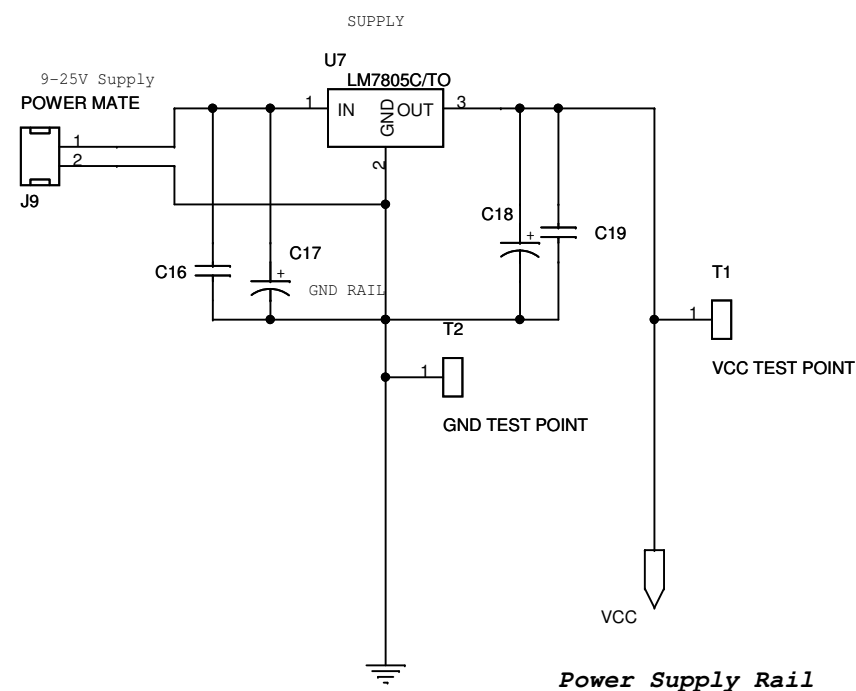 SUPPLY
U7
LM7805C/TO
9-25V Supply
POWER MATE
1
IN
GND
OUT
3
1
2
2
J9
C18
+
C19
C17
C16
+
GND RAIL
T1
1
T2
VCC TEST POINT
1
GND TEST POINT
VCC
Power Supply Rail